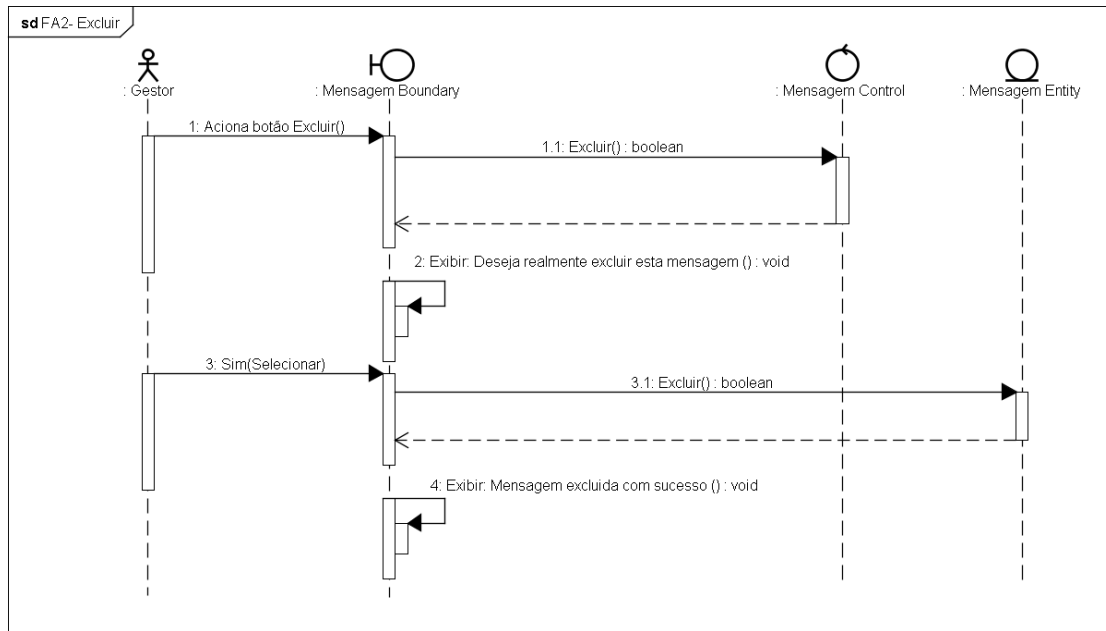 sd FA2- Excluir
: Gestor
: Mensagem Boundary
: Mensagem Control
: Mensagem Entity
1: Aciona botão Excluir()
1.1: Excluir() : boolean
2: Exibir: Deseja realmente excluir esta mensagem () : void
3: Sim(Selecionar)
3.1: Excluir() : boolean
4: Exibir: Mensagem excluida com sucesso () : void